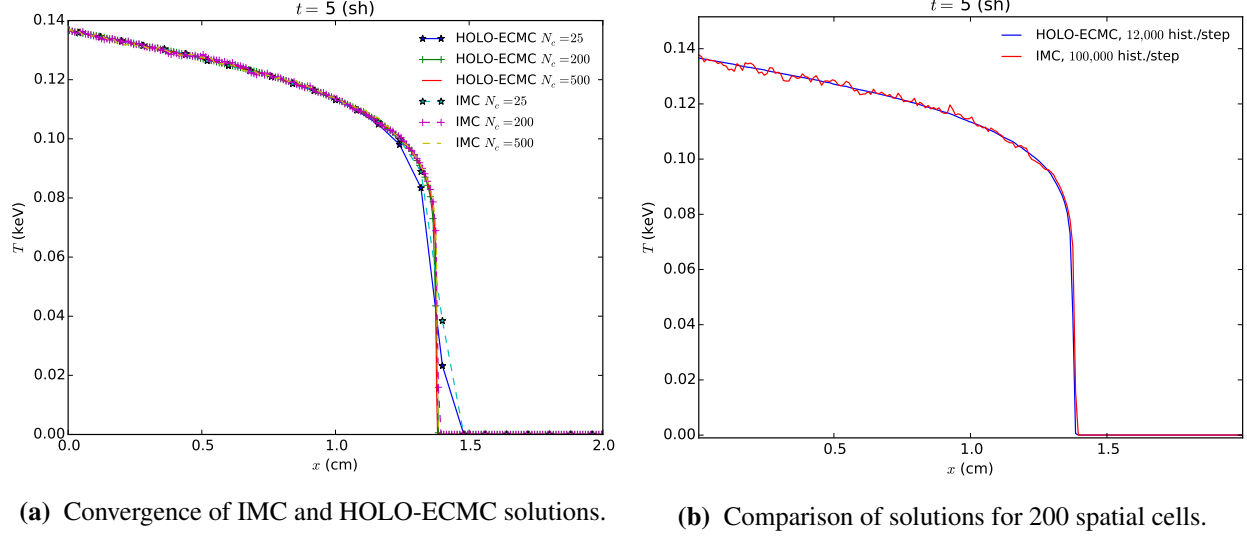 t = 5 (sh)
0.14
0.12
0.10
0.08
0.06
0.04
0.02
0.00
T (keV)
HOLO-ECMC N_c =25
HOLO-ECMC N_c =200
HOLO-ECMC N_c =500
IMC N_c =25
IMC N_c =200
IMC N_c =500
0.0 0.5 1.0 1.5 2.0
x (cm)
(a) Convergence of IMC and HOLO-ECMC solutions.
t = 5 (sh)
0.14
0.12
0.10
0.08
0.06
0.04
0.02
0.00
T (keV)
HOLO-ECMC, 12,000 hist./step
IMC, 100,000 hist./step
0.5 1.0 1.5
x (cm)
(b) Comparison of solutions for 200 spatial cells.